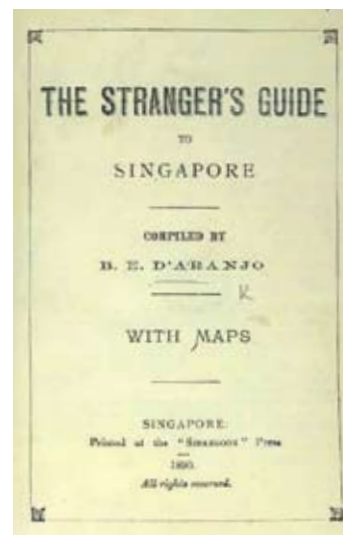 THE STRANGER'S GUIDE
TO
SINGAPORE
COMPILED BY
B. E. D'ARANJO
K
WITH MAPS
SINGAPORE:
Printed at the "SIRANGOON" Press
1890.
All rights reserved.